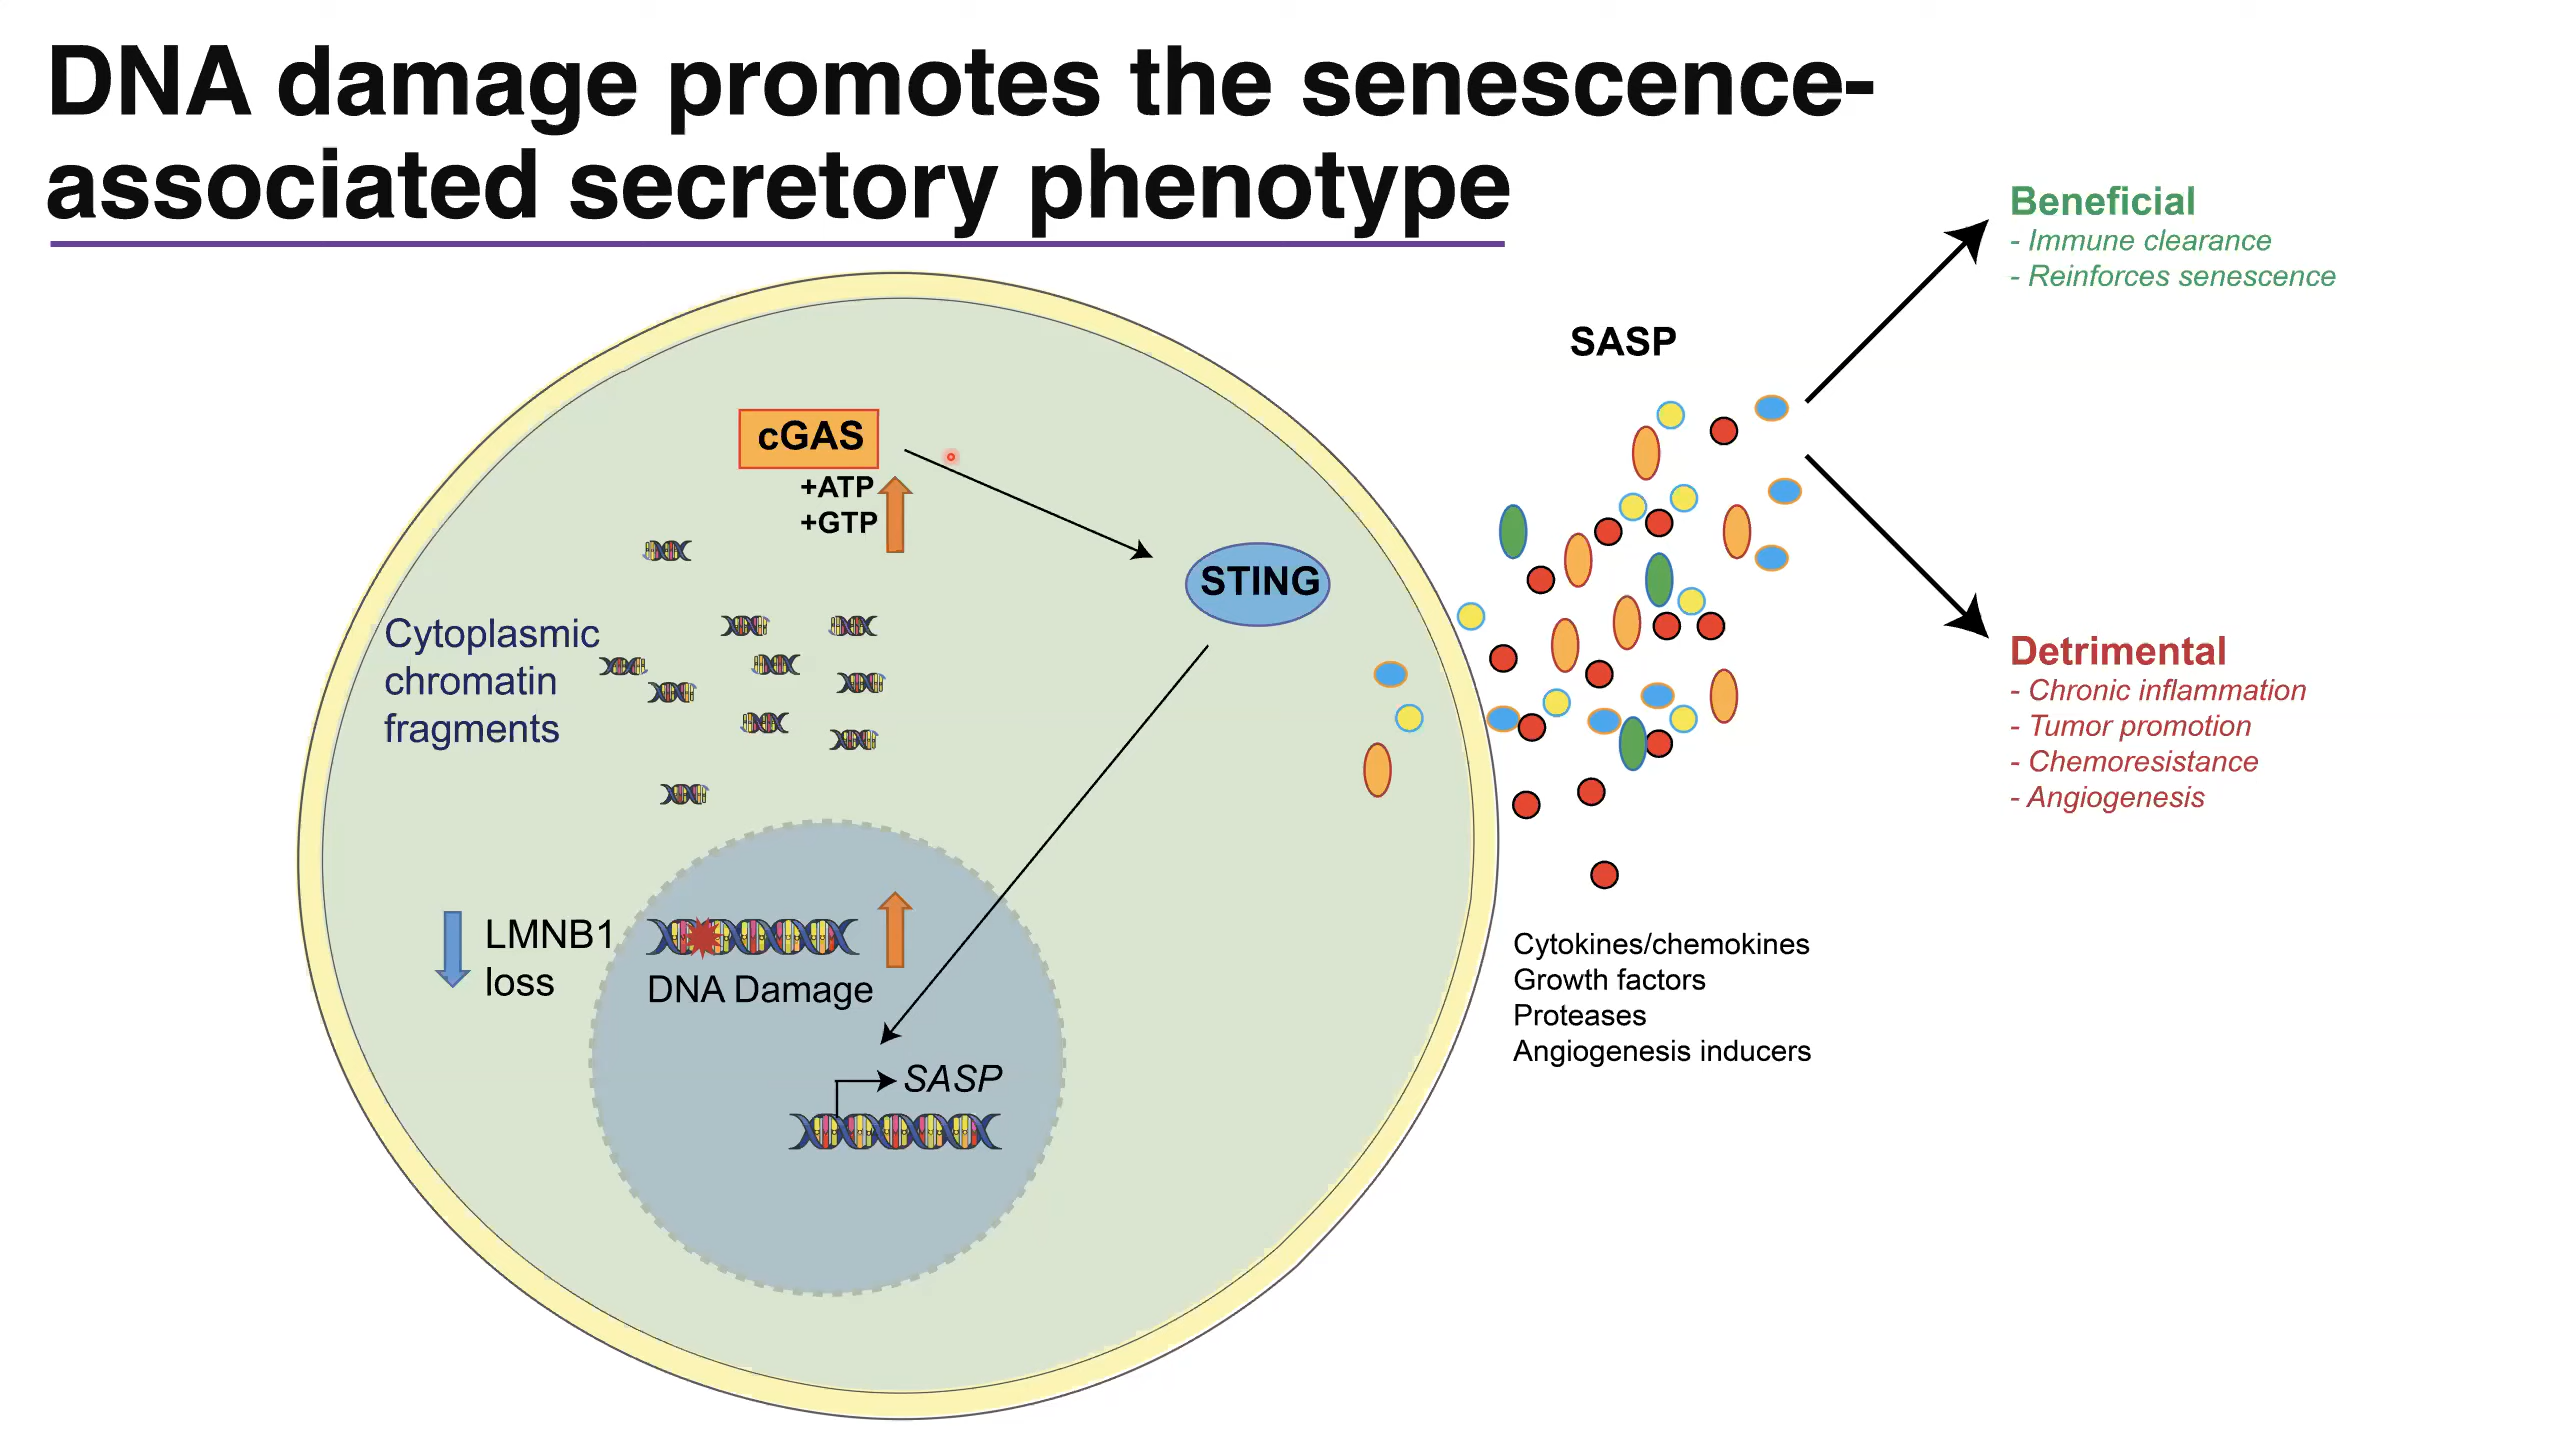 DNA damage promotes the senescence-
associated secretory phenotype
Beneficial
- Immune clearance
- Reinforces senescence
SASP
cGAS
+ATP
+GTP
STING
Cytoplasmic
chromatin
fragments
Detrimental
- Chronic inflammation
- Tumor promotion
- Chemoresistance
- Angiogenesis
LMNB1
loss
DNA Damage
SASP
Cytokines/chemokines
Growth factors
Proteases
Angiogenesis inducers